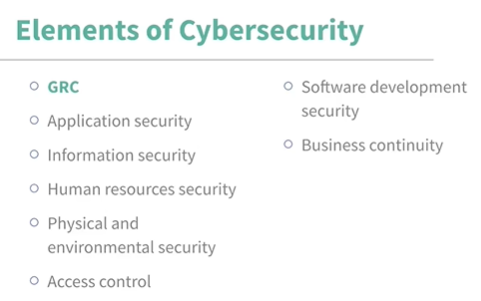 Elements of Cybersecurity
GRC
Application security
Information security
Human resources security
Physical and
environmental security
Access control
Software development
security
Business continuity